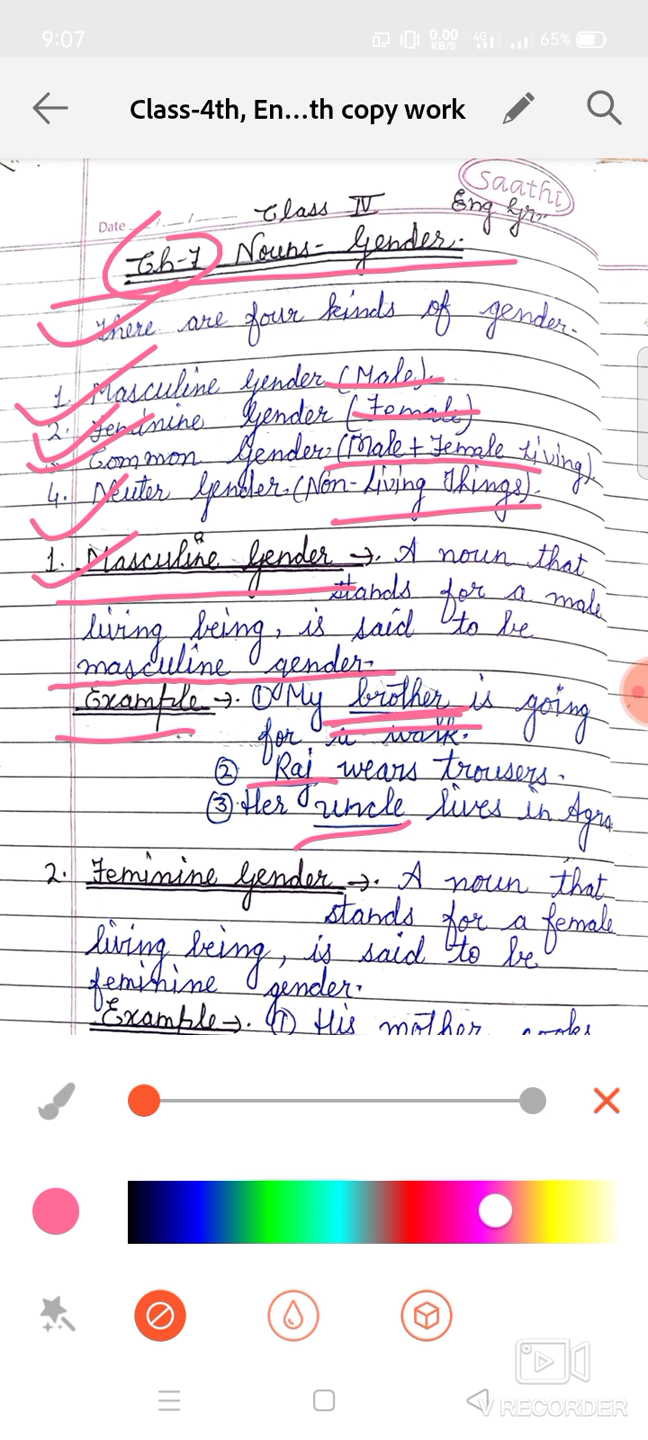 9:07
0.00 KB/S 4G 65%
Class-4th, En...th copy work
Saathi
Class IV Eng Gr.
Date
Ch-7 Nouns- Gender.
There are four kinds of gender.
1. Masculine Gender (Male).
2. Feminine Gender (Female)
3. Common Gender. (Male + Female Living)
4. Neuter Gender. (Non-Living Things).
1. Masculine Gender →. A noun that
stands for a male
living being, is said to be
masculine gender.
Example →. ① My brother is going
for a walk.
② Raj wears trousers.
③ Her uncle lives in Agra
2. Feminine Gender →. A noun that
stands for a female
living being, is said to be
feminine gender.
Example →. ① His mother cooks
V RECORDER